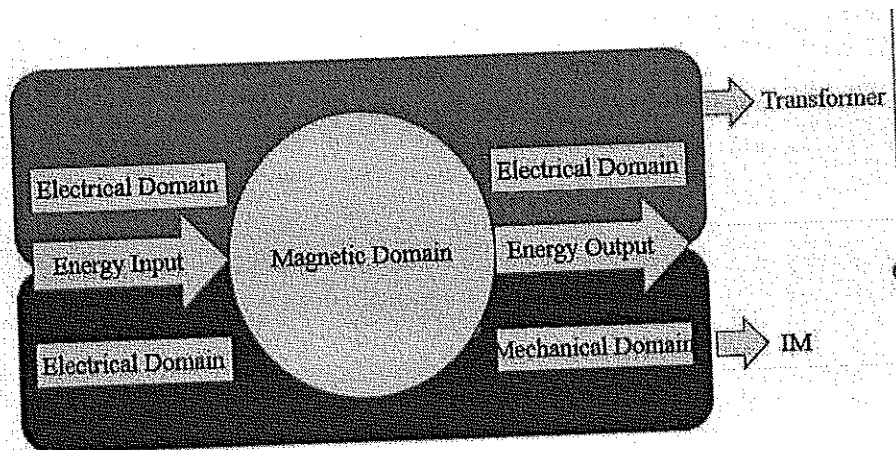 Transformer
Electrical Domain
Electrical Domain
Energy Input
Magnetic Domain
Energy Output
Electrical Domain
Mechanical Domain
IM